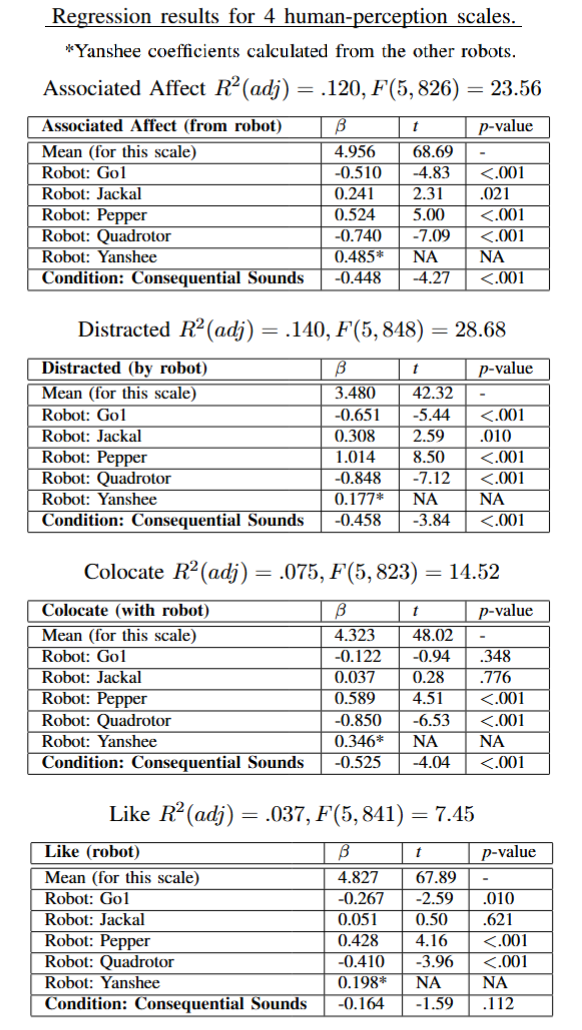 Regression results for 4 human-perception scales.
*Yanshee coefficients calculated from the other robots.
Associated Affect R²(adj) = .120, F(5, 826) = 23.56
Associated Affect (from robot) β t p-value
Mean (for this scale) 4.956 68.69 -
Robot: Go1 -0.510 -4.83 <.001
Robot: Jackal 0.241 2.31 .021
Robot: Pepper 0.524 5.00 <.001
Robot: Quadrotor -0.740 -7.09 <.001
Robot: Yanshee 0.485* NA NA
Condition: Consequential Sounds -0.448 -4.27 <.001
Distracted R²(adj) = .140, F(5, 848) = 28.68
Distracted (by robot) β t p-value
Mean (for this scale) 3.480 42.32 -
Robot: Go1 -0.651 -5.44 <.001
Robot: Jackal 0.308 2.59 .010
Robot: Pepper 1.014 8.50 <.001
Robot: Quadrotor -0.848 -7.12 <.001
Robot: Yanshee 0.177* NA NA
Condition: Consequential Sounds -0.458 -3.84 <.001
Colocate R²(adj) = .075, F(5, 823) = 14.52
Colocate (with robot) β t p-value
Mean (for this scale) 4.323 48.02 -
Robot: Go1 -0.122 -0.94 .348
Robot: Jackal 0.037 0.28 .776
Robot: Pepper 0.589 4.51 <.001
Robot: Quadrotor -0.850 -6.53 <.001
Robot: Yanshee 0.346* NA NA
Condition: Consequential Sounds -0.525 -4.04 <.001
Like R²(adj) = .037, F(5, 841) = 7.45
Like (robot) β t p-value
Mean (for this scale) 4.827 67.89 -
Robot: Go1 -0.267 -2.59 .010
Robot: Jackal 0.051 0.50 .621
Robot: Pepper 0.428 4.16 <.001
Robot: Quadrotor -0.410 -3.96 <.001
Robot: Yanshee 0.198* NA NA
Condition: Consequential Sounds -0.164 -1.59 .112